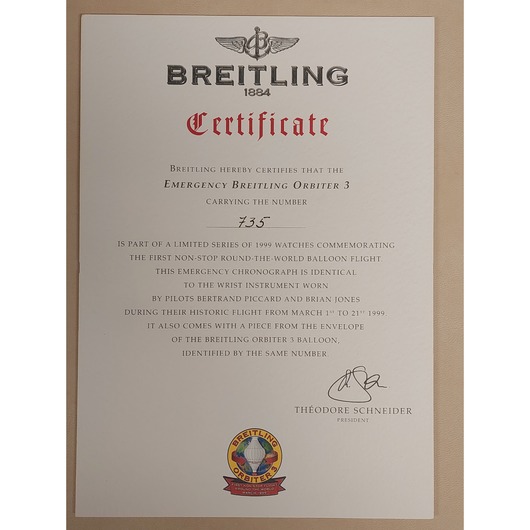 BREITLING
1884
Certificate
BREITLING HEREBY CERTIFIES THAT THE
EMERGENCY BREITLING ORBITER 3
CARRYING THE NUMBER
735
IS PART OF A LIMITED SERIES OF 1999 WATCHES COMMEMORATING
THE FIRST NON-STOP ROUND-THE-WORLD BALLOON FLIGHT
THIS EMERGENCY CHRONOGRAPH IS IDENTICAL
TO THE WRIST INSTRUMENT WORN
BY PILOTS BERTRAND PICCARD AND BRIAN JONES
DURING THEIR HISTORIC FLIGHT FROM MARCH 1ST TO 21ST 1999.
IT ALSO COMES WITH A PIECE FROM THE ENVELOPE
OF THE BREITLING ORBITER 3 BALLOON,
IDENTIFIED BY THE SAME NUMBER.
THÉODORE SCHNEIDER
PRESIDENT
BREITLING
ORBITER 3